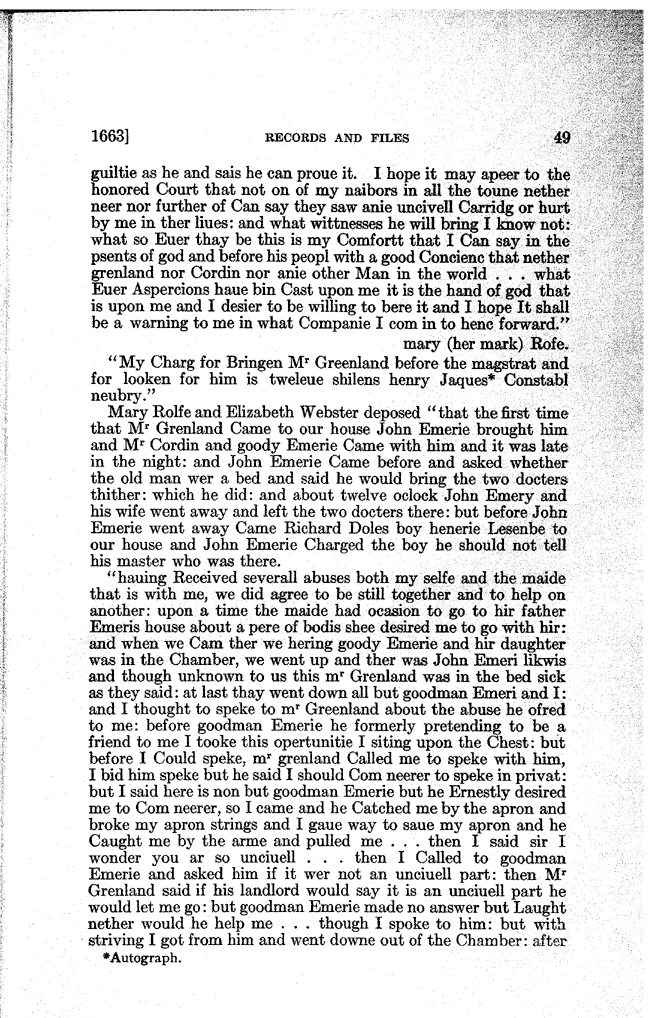 1663] RECORDS AND FILES 49
guiltie as he and sais he can proue it. I hope it may apeer to the
honored Court that not on of my naibors in all the toune nether
neer nor further of Can say they saw anie uncivell Carridg or hurt
by me in ther liues: and what wittnesses he will bring I know not:
what so Euer thay be this is my Comfortt that I Can say in the
psents of god and before his peopl with a good Concienc that nether
grenland nor Cordin nor anie other Man in the world . . . what
Euer Aspercions haue bin Cast upon me it is the hand of god that
is upon me and I desier to be willing to bere it and I hope It shall
be a warning to me in what Companie I com in to henc forward."
mary (her mark) Rofe.
"My Charg for Bringen Mʳ Greenland before the magstrat and
for looken for him is tweleue shilens henry Jaques* Constabl
neubry."
Mary Rolfe and Elizabeth Webster deposed "that the first time
that Mʳ Grenland Came to our house John Emerie brought him
and Mʳ Cordin and goody Emerie Came with him and it was late
in the night: and John Emerie Came before and asked whether
the old man wer a bed and said he would bring the two docters
thither: which he did: and about twelve oclock John Emery and
his wife went away and left the two docters there: but before John
Emerie went away Came Richard Doles boy henerie Lesenbe to
our house and John Emerie Charged the boy he should not tell
his master who was there.
"hauing Received severall abuses both my selfe and the maide
that is with me, we did agree to be still together and to help on
another: upon a time the maide had ocasion to go to hir father
Emeris house about a pere of bodis shee desired me to go with hir:
and when we Cam ther we hering goody Emerie and hir daughter
was in the Chamber, we went up and ther was John Emeri likwis
and though unknown to us this mʳ Grenland was in the bed sick
as they said: at last thay went down all but goodman Emeri and I:
and I thought to speke to mʳ Greenland about the abuse he ofred
to me: before goodman Emerie he formerly pretending to be a
friend to me I tooke this opertunitie I siting upon the Chest: but
before I Could speke, mʳ grenland Called me to speke with him,
I bid him speke but he said I should Com neerer to speke in privat:
but I said here is non but goodman Emerie but he Ernestly desired
me to Com neerer, so I came and he Catched me by the apron and
broke my apron strings and I gaue way to saue my apron and he
Caught me by the arme and pulled me . . . then I said sir I
wonder you ar so unciuell . . . then I Called to goodman
Emerie and asked him if it wer not an unciuell part: then Mʳ
Grenland said if his landlord would say it is an unciuell part he
would let me go: but goodman Emerie made no answer but Laught
nether would he help me . . . though I spoke to him: but with
striving I got from him and went downe out of the Chamber: after
*Autograph.